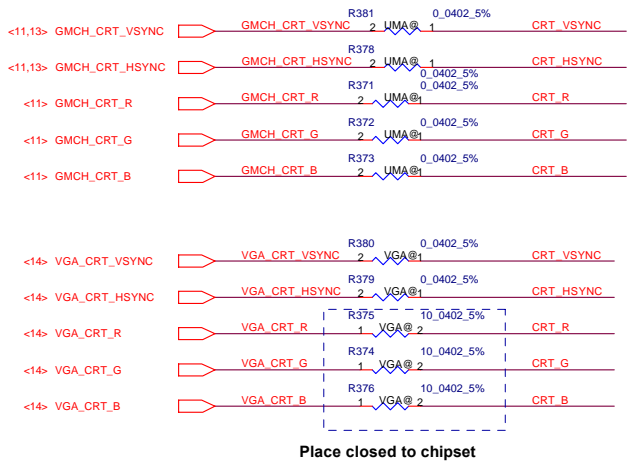 R381 0_0402_5%
<11,13> GMCH_CRT_VSYNC GMCH_CRT_VSYNC 2 UMA@ 1 CRT_VSYNC
R378
<11,13> GMCH_CRT_HSYNC GMCH_CRT_HSYNC 2 UMA@ 1 CRT_HSYNC
0_0402_5%
R371 0_0402_5%
<11> GMCH_CRT_R GMCH_CRT_R 2 UMA@ 1 CRT_R
R372 0_0402_5%
<11> GMCH_CRT_G GMCH_CRT_G 2 UMA@ 1 CRT_G
R373 0_0402_5%
<11> GMCH_CRT_B GMCH_CRT_B 2 UMA@ 1 CRT_B
R380 0_0402_5%
<14> VGA_CRT_VSYNC VGA_CRT_VSYNC 2 VGA@ 1 CRT_VSYNC
R379 0_0402_5%
<14> VGA_CRT_HSYNC VGA_CRT_HSYNC 2 VGA@ 1 CRT_HSYNC
R375 10_0402_5%
<14> VGA_CRT_R VGA_CRT_R 1 VGA@ 2 CRT_R
R374 10_0402_5%
<14> VGA_CRT_G VGA_CRT_G 1 VGA@ 2 CRT_G
R376 10_0402_5%
<14> VGA_CRT_B VGA_CRT_B 1 VGA@ 2 CRT_B
Place closed to chipset